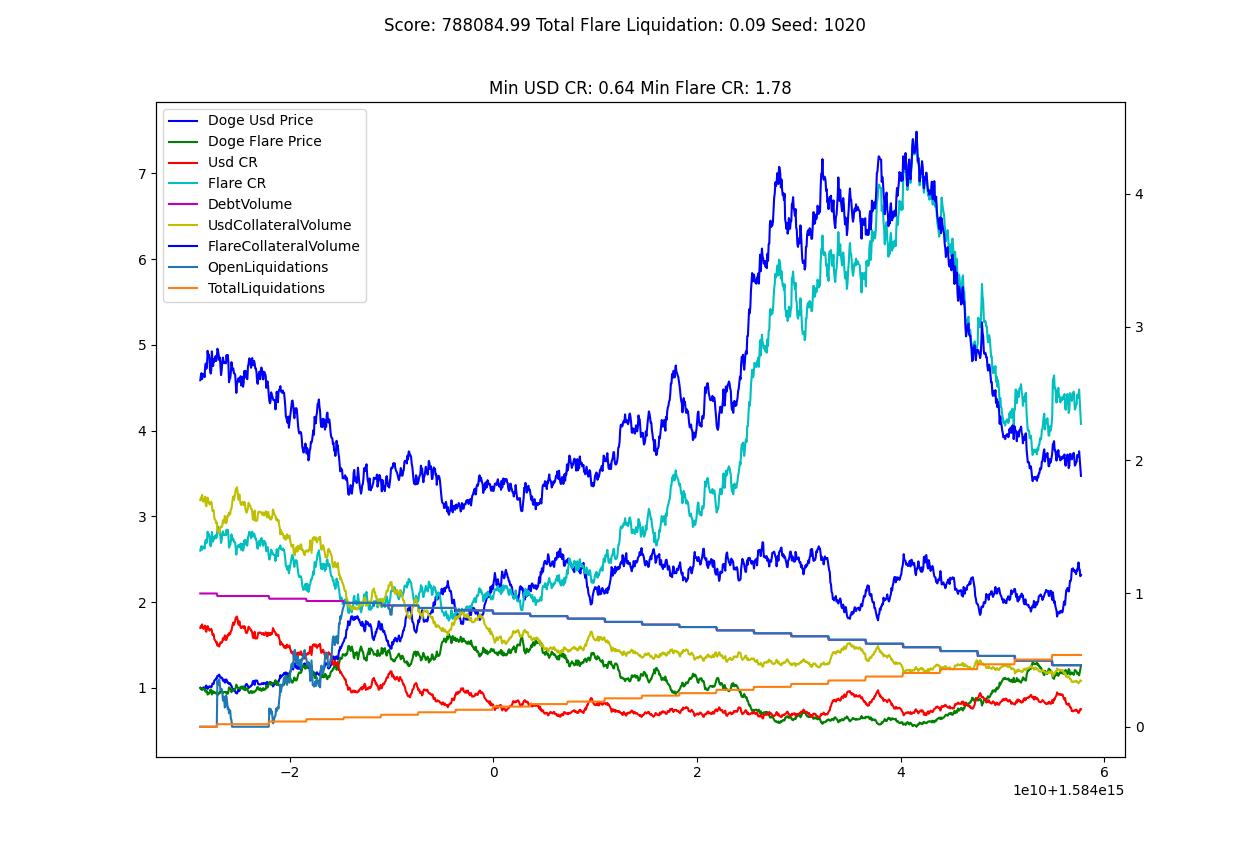 Score: 788084.99 Total Flare Liquidation: 0.09 Seed: 1020
Min USD CR: 0.64 Min Flare CR: 1.78
Doge Usd Price
Doge Flare Price
Usd CR
Flare CR
DebtVolume
UsdCollateralVolume
FlareCollateralVolume
OpenLiquidations
TotalLiquidations
7
6
5
4
3
2
1
4
3
2
1
0
−2
0
2
4
6
1e10+1.584e15